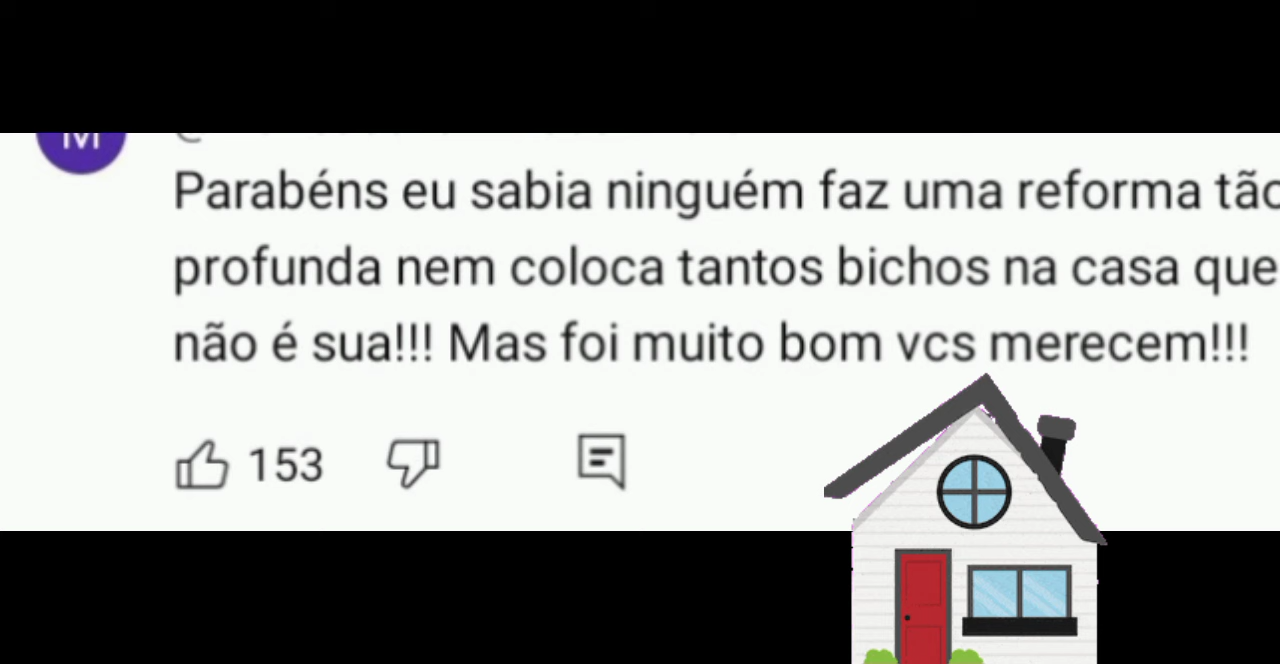 M
Parabéns eu sabia ninguém faz uma reforma tão
profunda nem coloca tantos bichos na casa que
não é sua!!! Mas foi muito bom vcs merecem!!!
153